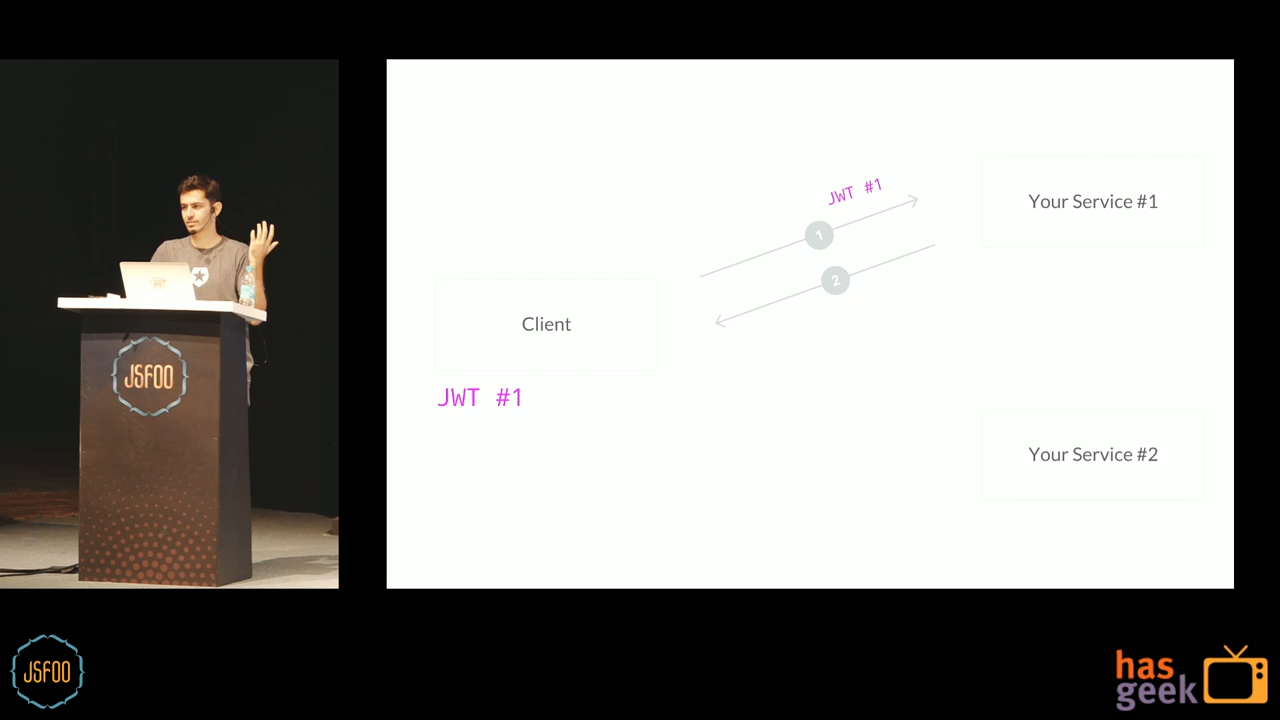 JWT #1
1
Your Service #1
2
Client
JWT #1
Your Service #2
JSFOO
JSFOO
has
geek